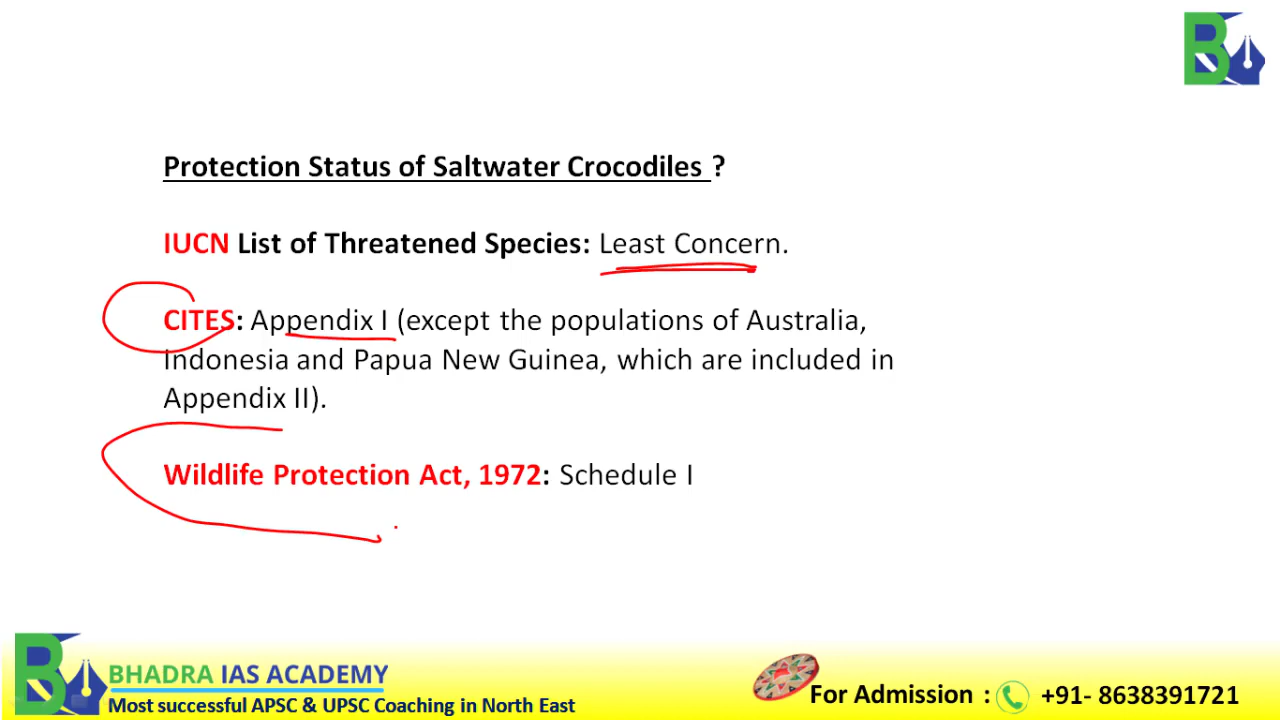 Protection Status of Saltwater Crocodiles ?
IUCN List of Threatened Species: Least Concern.
CITES: Appendix I (except the populations of Australia,
Indonesia and Papua New Guinea, which are included in
Appendix II).
Wildlife Protection Act, 1972: Schedule I
BHADRA IAS ACADEMY
Most successful APSC & UPSC Coaching in North East
For Admission : +91- 8638391721